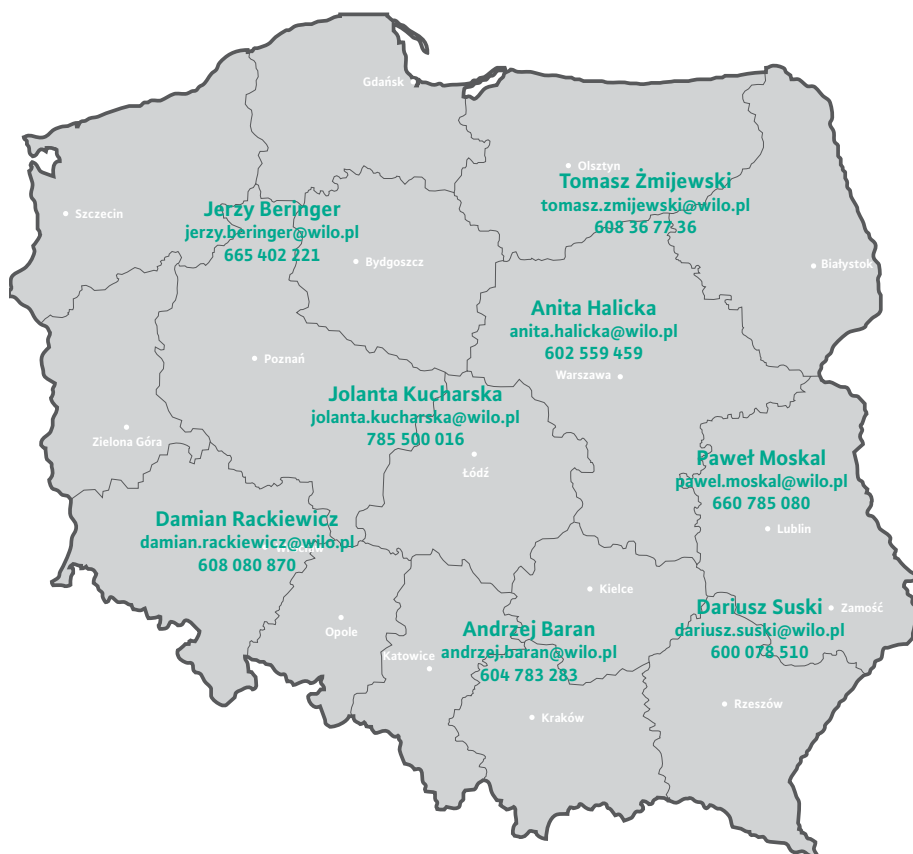 Gdańsk
Olsztyn
Tomasz Żmijewski
tomasz.zmijewski@wilo.pl
608 36 77 36
Szczecin
Jerzy Beringer
jerzy.beringer@wilo.pl
665 402 221
Bydgoszcz
Białystok
Anita Halicka
anita.halicka@wilo.pl
602 559 459
Warszawa
Poznań
Jolanta Kucharska
jolanta.kucharska@wilo.pl
785 500 016
Łódź
Zielona Góra
Paweł Moskal
pawel.moskal@wilo.pl
660 785 080
Lublin
Damian Rackiewicz
damian.rackiewicz@wilo.pl
608 080 870
Kielce
Zamość
Dariusz Suski
dariusz.suski@wilo.pl
600 078 510
Opole
Andrzej Baran
andrzej.baran@wilo.pl
604 783 283
Katowice
Rzeszów
Kraków